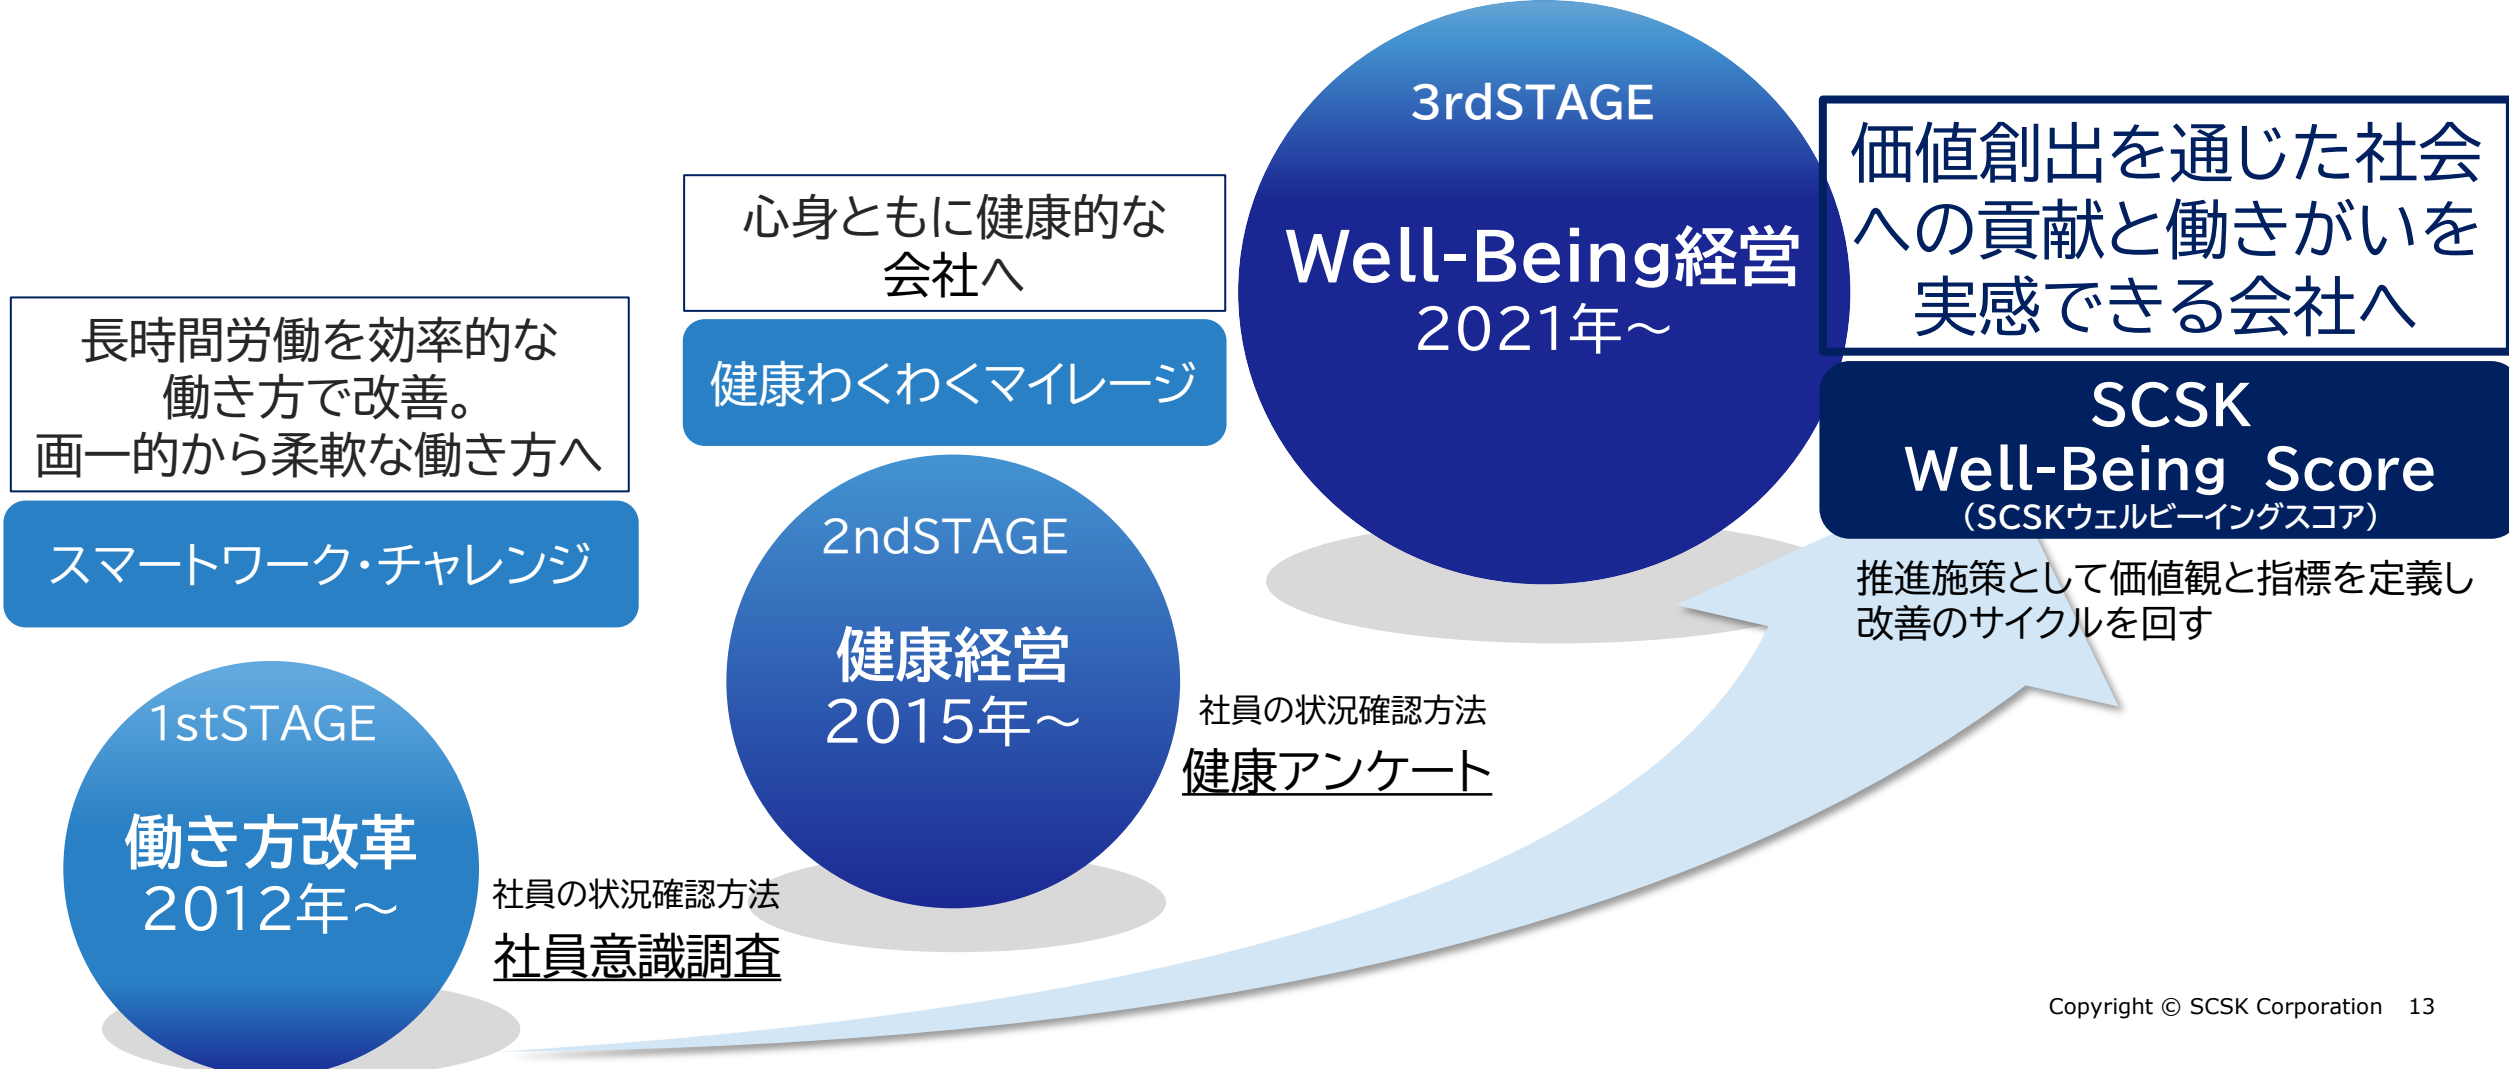 長時間労働を効率的な
働き方で改善。
画一的から柔軟な働き方へ
スマートワーク・チャレンジ
1stSTAGE
働き方改革
2012年～
社員の状況確認方法
社員意識調査
心身ともに健康的な
会社へ
健康わくわくマイレージ
2ndSTAGE
健康経営
2015年～
社員の状況確認方法
健康アンケート
3rdSTAGE
Well-Being経営
2021年～
価値創出を通じた社会
への貢献と働きがいを
実感できる会社へ
SCSK
Well-Being Score
（SCSKウェルビーイングスコア）
推進施策として価値観と指標を定義し
改善のサイクルを回す
Copyright © SCSK Corporation 13